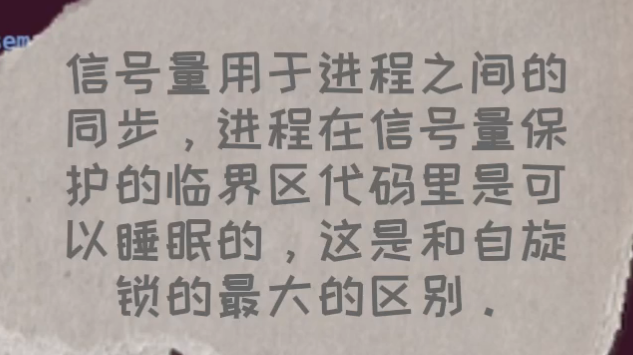 sem
信号量用于进程之间的
同步，进程在信号量保
护的临界区代码里是可
以睡眠的，这是和自旋
锁的最大的区别．